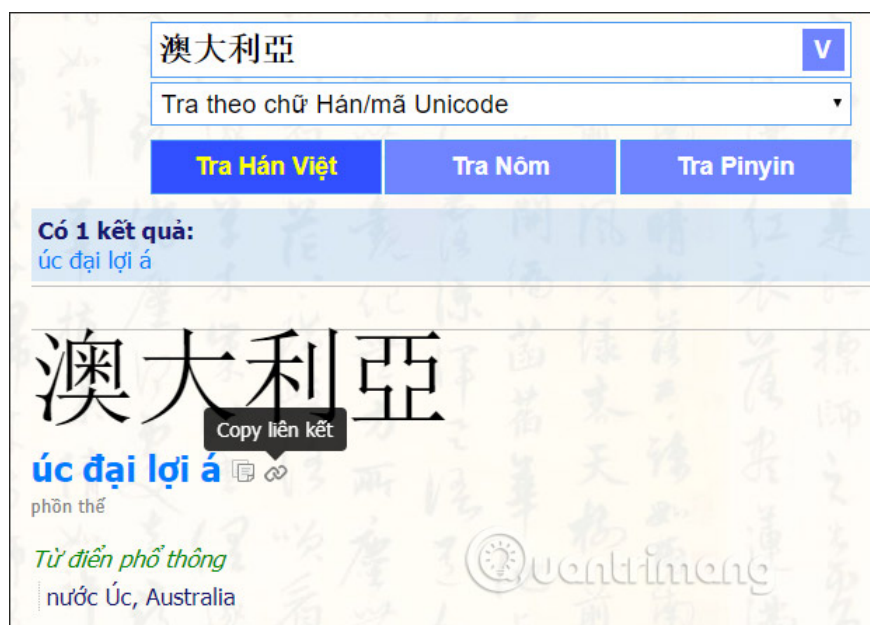 澳大利亞
V
Tra theo chữ Hán/mã Unicode
Tra Hán Việt
Tra Nôm
Tra Pinyin
Có 1 kết quả:
úc đại lợi á
澳大利亞
Copy liên kết
úc đại lợi á
phồn thế
Từ điển phổ thông
nước Úc, Australia
Quantrimang